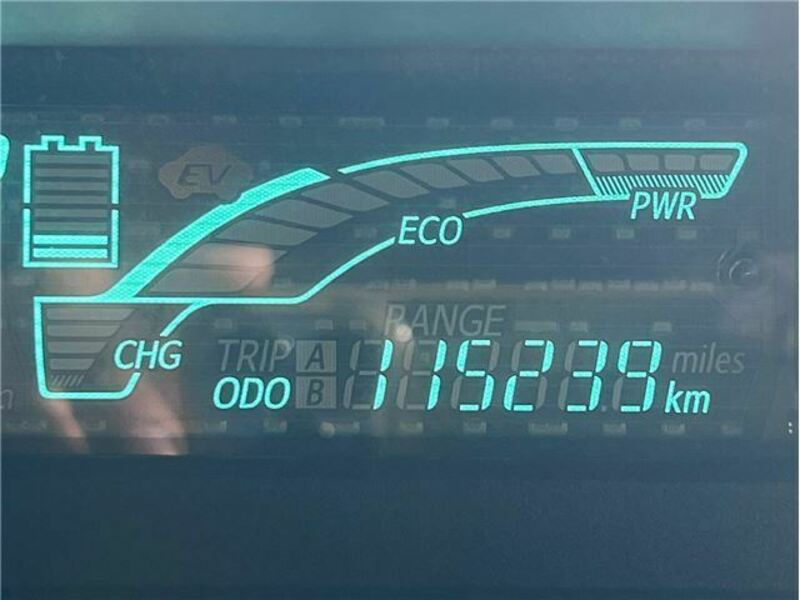 EV
PWR
ECO
RANGE
CHG
TRIP A miles
ODO B 115239 km